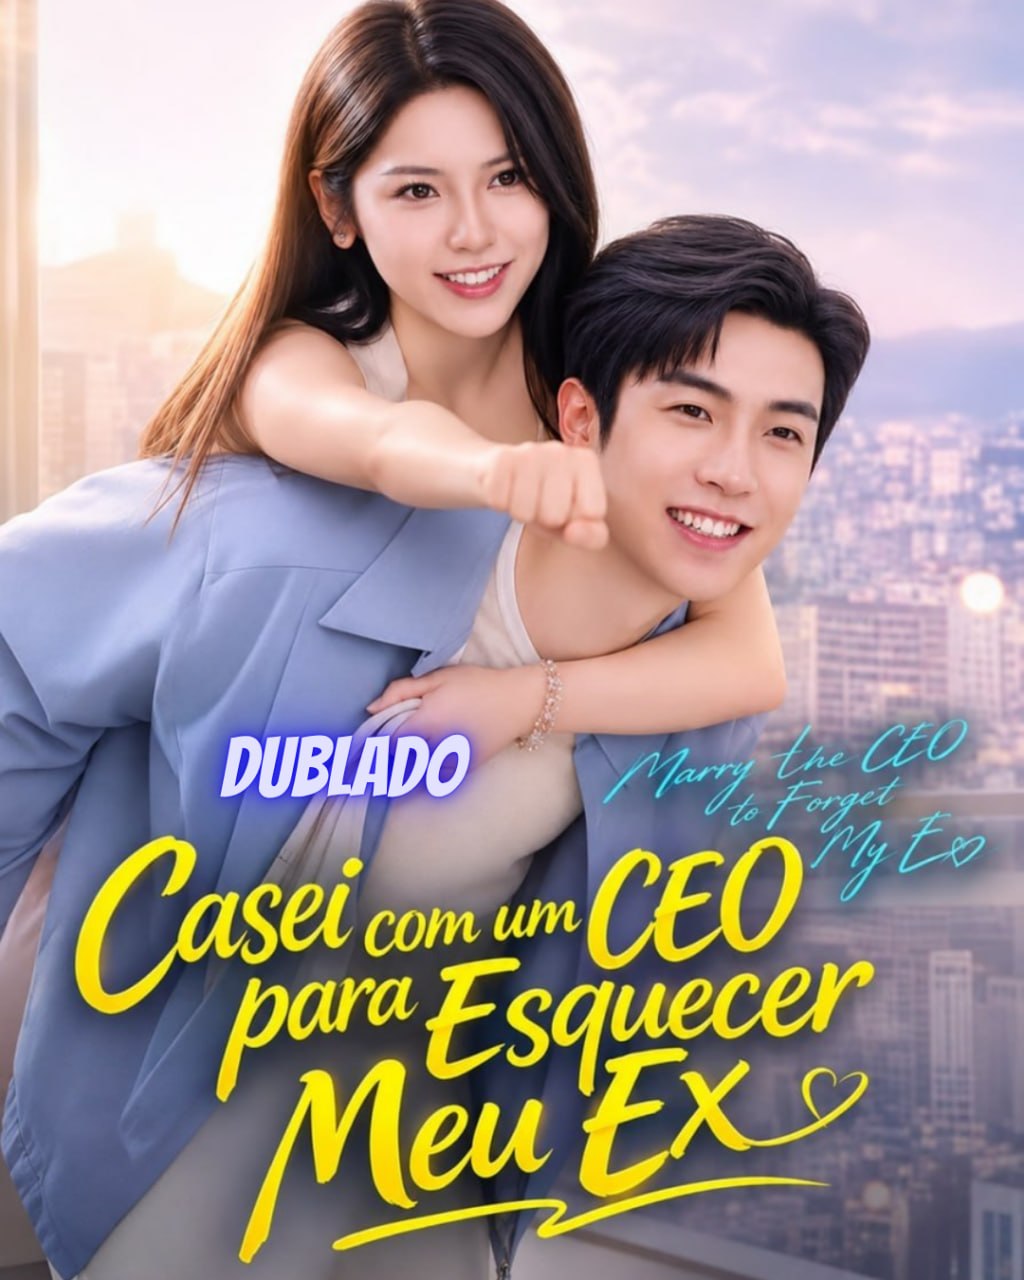 DUBLADO
Marry the CEO
to Forget
My Ex
Casei com um CEO
para Esquecer
Meu Ex